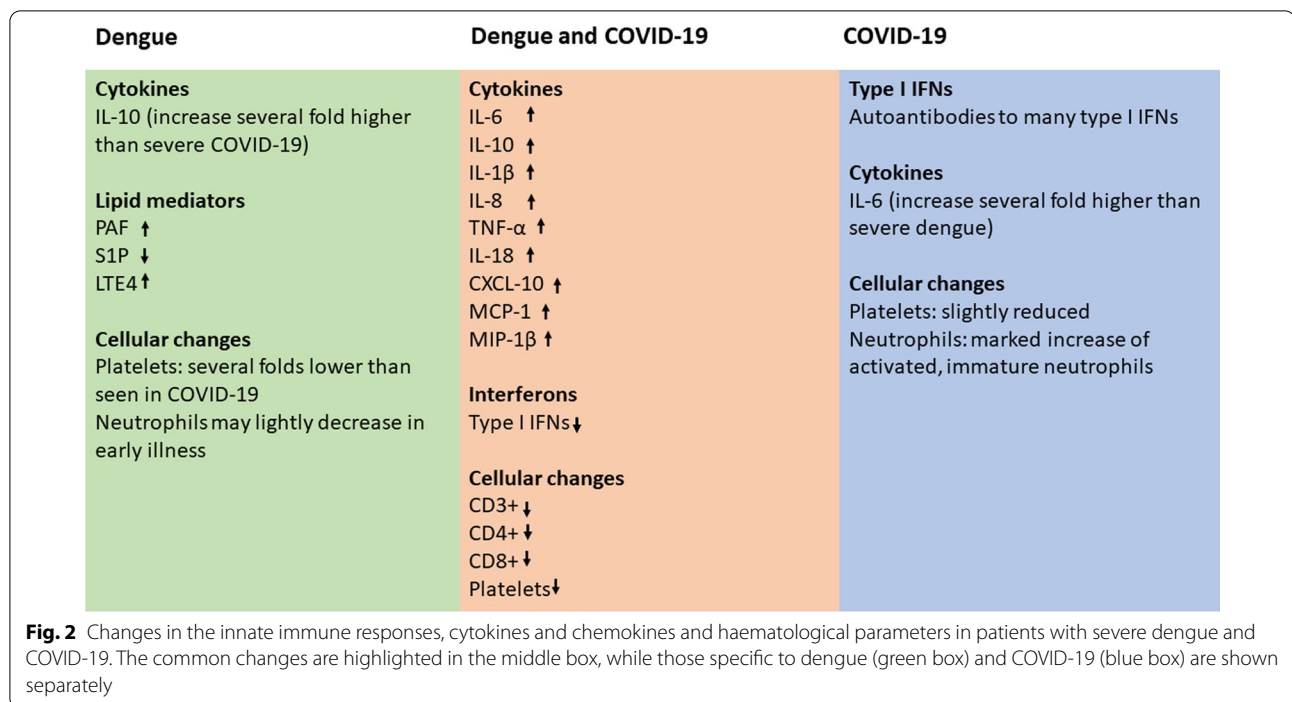 Dengue
Dengue and COVID-19
COVID-19
Cytokines
IL-10 (increase several fold higher
than severe COVID-19)
Lipid mediators
PAF ↑
S1P ↓
LTE4 ↑
Cellular changes
Platelets: several folds lower than
seen in COVID-19
Neutrophils may lightly decrease in
early illness
Cytokines
IL-6 ↑
IL-10 ↑
IL-1β ↑
IL-8 ↑
TNF-α ↑
IL-18 ↑
CXCL-10 ↑
MCP-1 ↑
MIP-1β ↑
Interferons
Type I IFNs ↓
Cellular changes
CD3+ ↓
CD4+ ↓
CD8+ ↓
Platelets ↓
Type I IFNs
Autoantibodies to many type I IFNs
Cytokines
IL-6 (increase several fold higher than
severe dengue)
Cellular changes
Platelets: slightly reduced
Neutrophils: marked increase of
activated, immature neutrophils
Fig. 2 Changes in the innate immune responses, cytokines and chemokines and haematological parameters in patients with severe dengue and
COVID-19. The common changes are highlighted in the middle box, while those specific to dengue (green box) and COVID-19 (blue box) are shown
separately